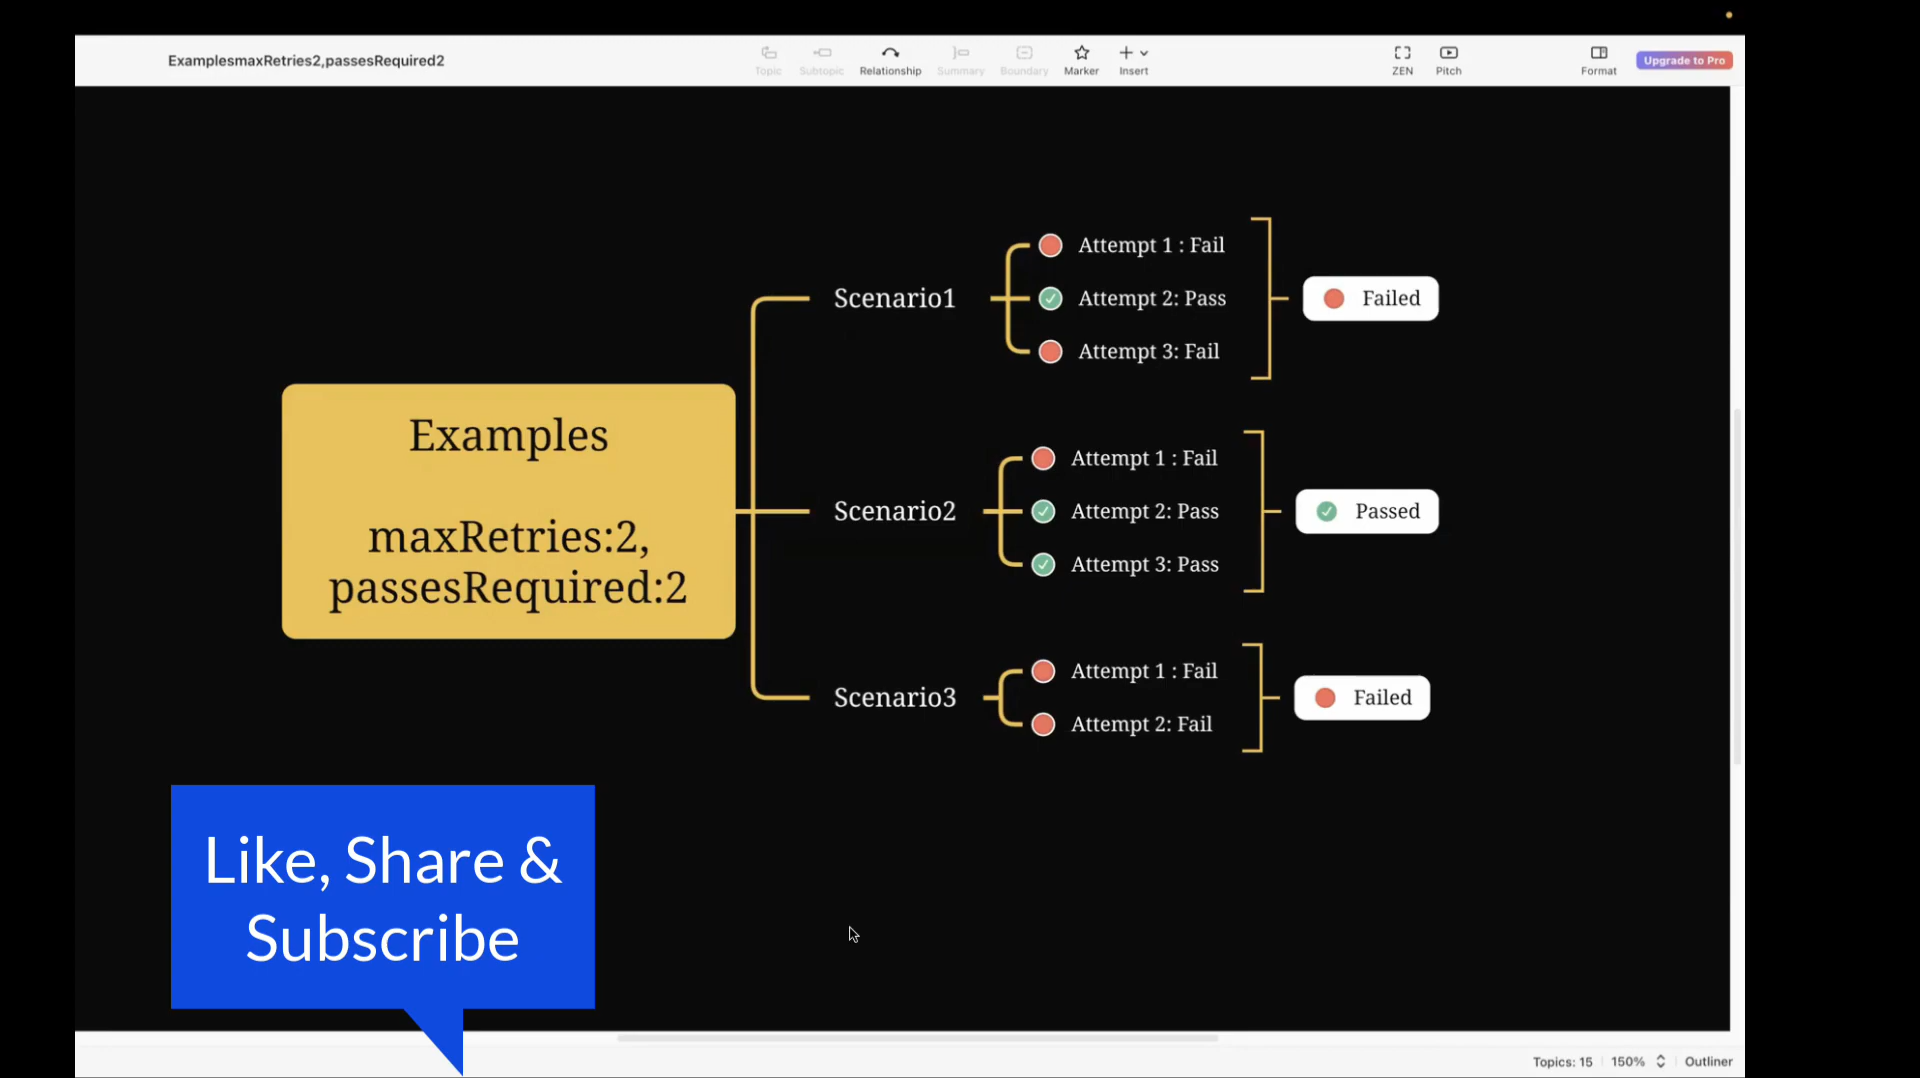 ExamplesmaxRetries2,passesRequired2
Topic
Subtopic
Relationship
Summary
Boundary
Marker
Insert
ZEN
Pitch
Format
Upgrade to Pro
Examples
maxRetries:2,
passesRequired:2
Scenario1
Attempt 1 : Fail
Attempt 2: Pass
Attempt 3: Fail
Failed
Scenario2
Attempt 1 : Fail
Attempt 2: Pass
Attempt 3: Pass
Passed
Scenario3
Attempt 1 : Fail
Attempt 2: Fail
Failed
Like, Share &
Subscribe
Topics: 15
150%
Outliner